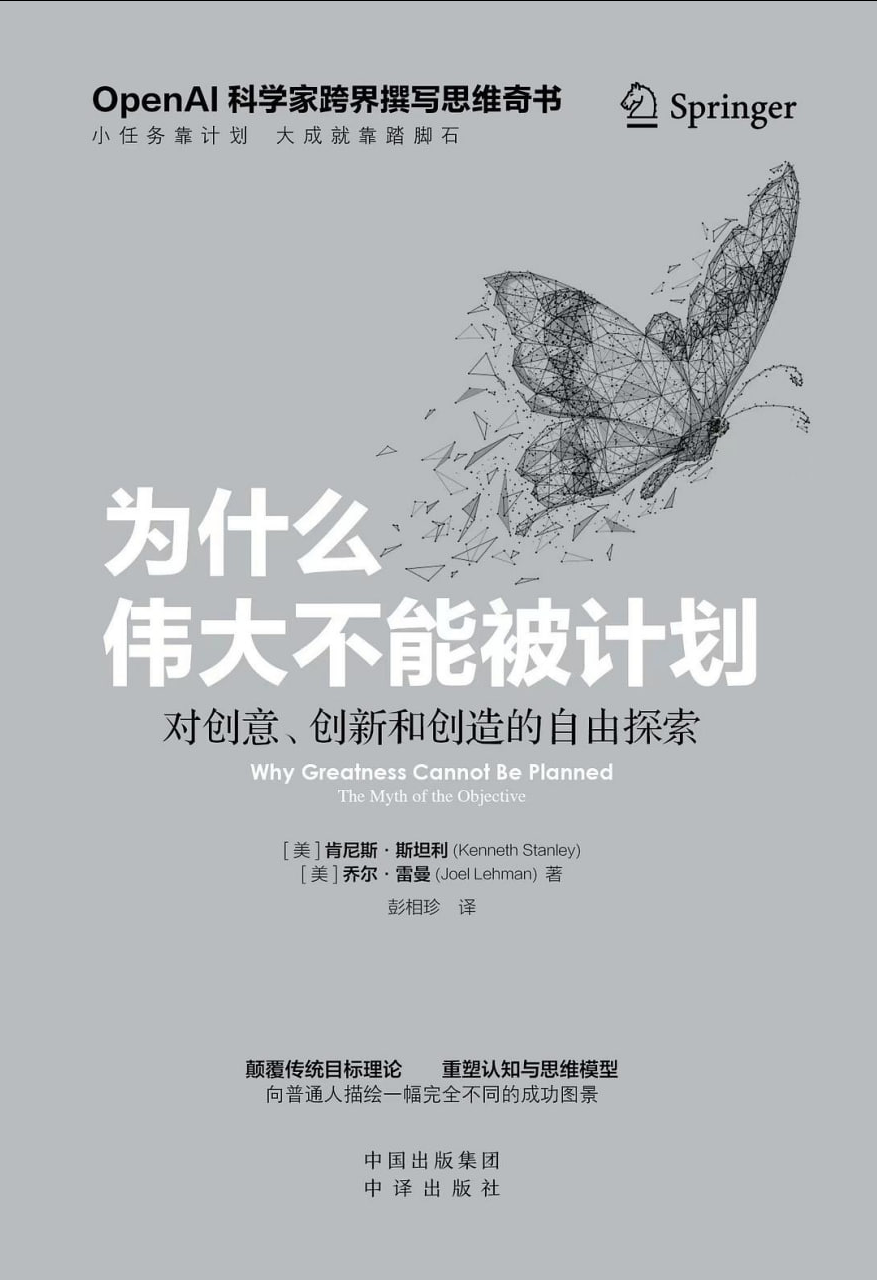 OpenAI 科学家跨界撰写思维奇书
小任务靠计划 大成就靠踏脚石
Springer
为什么
伟大不能被计划
对创意、创新和创造的自由探索
Why Greatness Cannot Be Planned
The Myth of the Objective
[ 美 ] 肯尼斯 · 斯坦利 (Kenneth Stanley)
[ 美 ] 乔尔 · 雷曼 (Joel Lehman) 著
彭相珍 译
颠覆传统目标理论 重塑认知与思维模型
向普通人描绘一幅完全不同的成功图景
中国出版集团
中译出版社